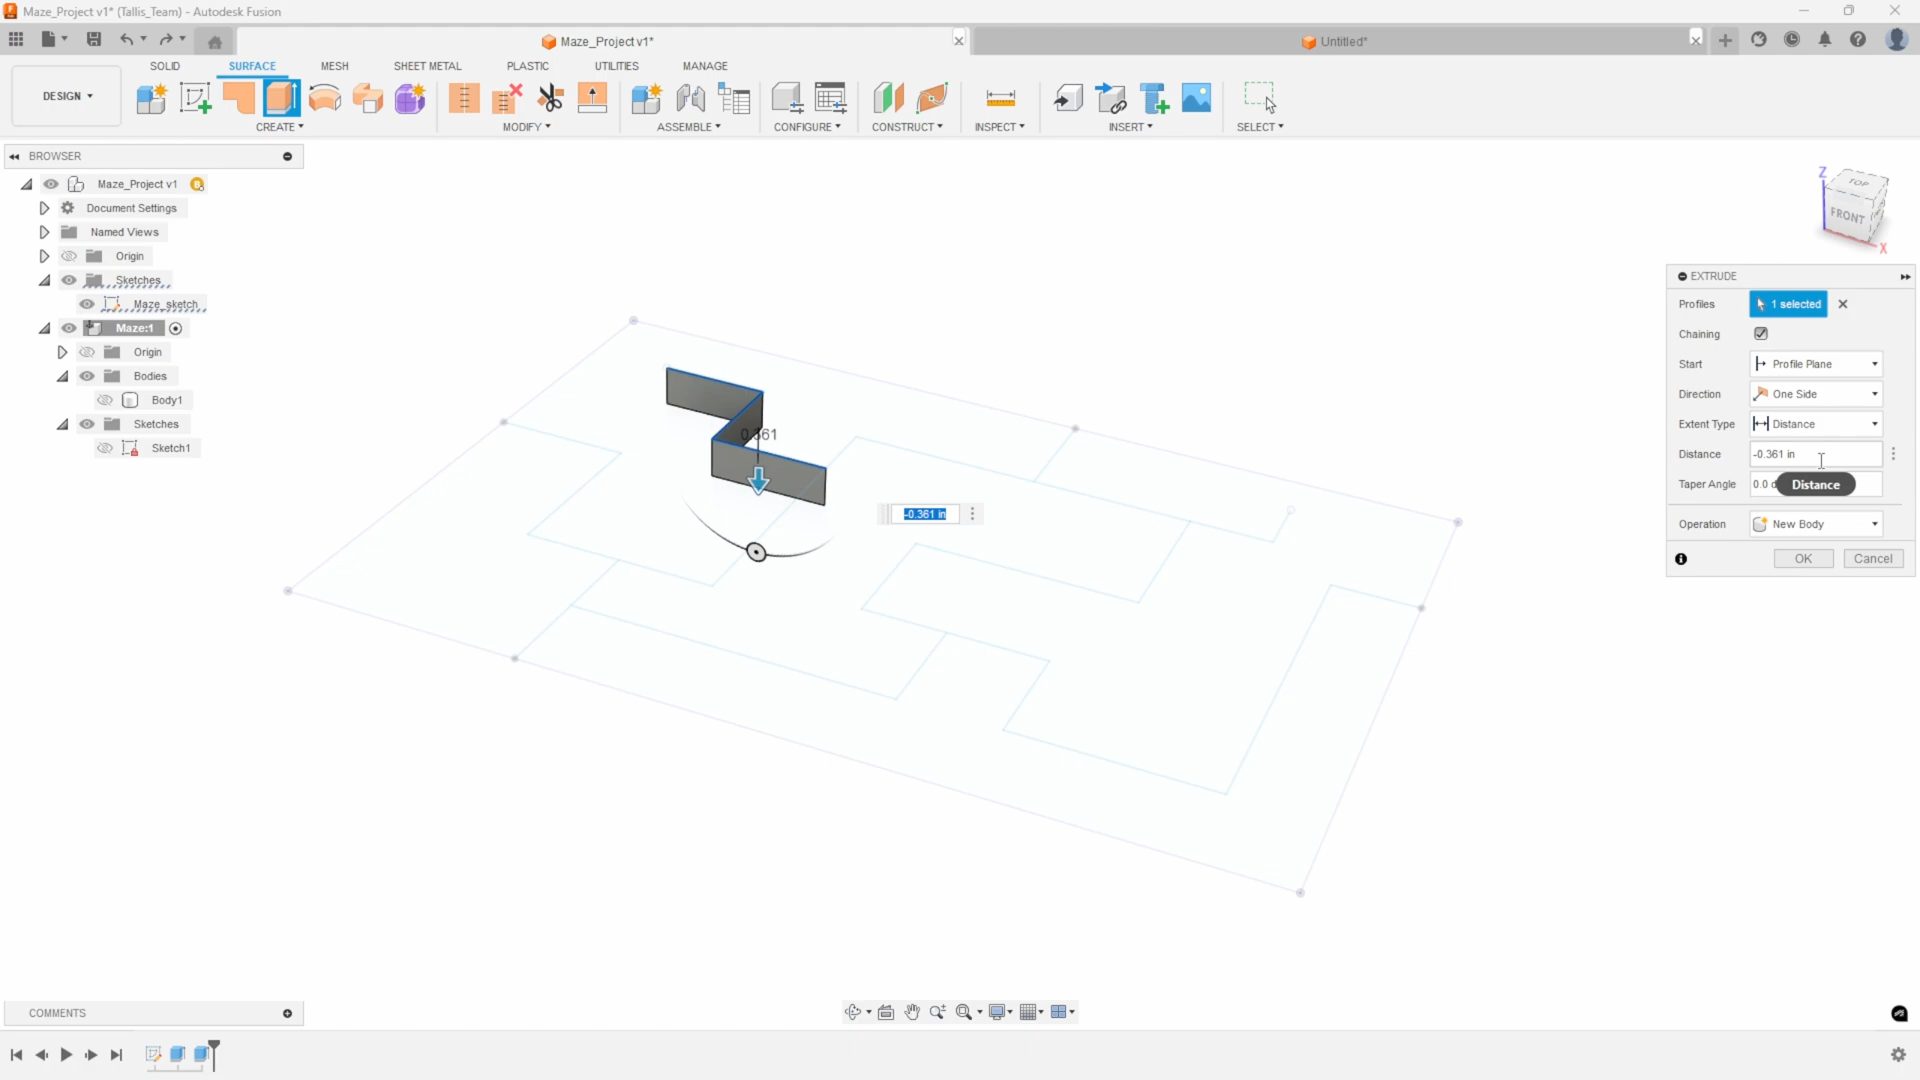 Maze_Project v1* (Tallis_Team) - Autodesk Fusion
Maze_Project v1*
Untitled*
SOLID
SURFACE
MESH
SHEET METAL
PLASTIC
UTILITIES
MANAGE
DESIGN
CREATE
MODIFY
ASSEMBLE
CONFIGURE
CONSTRUCT
INSPECT
INSERT
SELECT
BROWSER
Maze_Project v1
Document Settings
Named Views
Origin
Sketches
Maze_sketch
Maze:1
Origin
Bodies
Body1
Sketches
Sketch1
Z
TOP
FRONT
X
EXTRUDE
Profiles 1 selected
Chaining
Start Profile Plane
Direction One Side
Extent Type Distance
Distance -0.361 in
Taper Angle 0.0 d
Distance
Operation New Body
OK Cancel
0.361
-0.361 in
COMMENTS